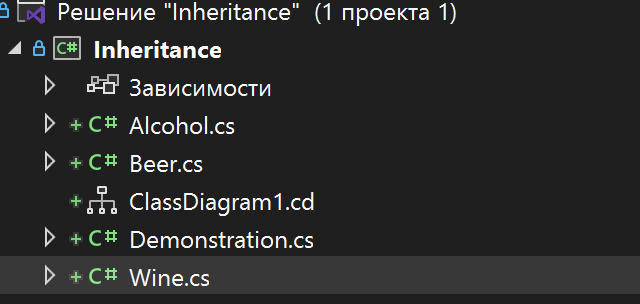 Решение "Inheritance" (1 проекта 1)
C# Inheritance
Зависимости
+ C# Alcohol.cs
+ C# Beer.cs
+ ClassDiagram1.cd
+ C# Demonstration.cs
+ C# Wine.cs